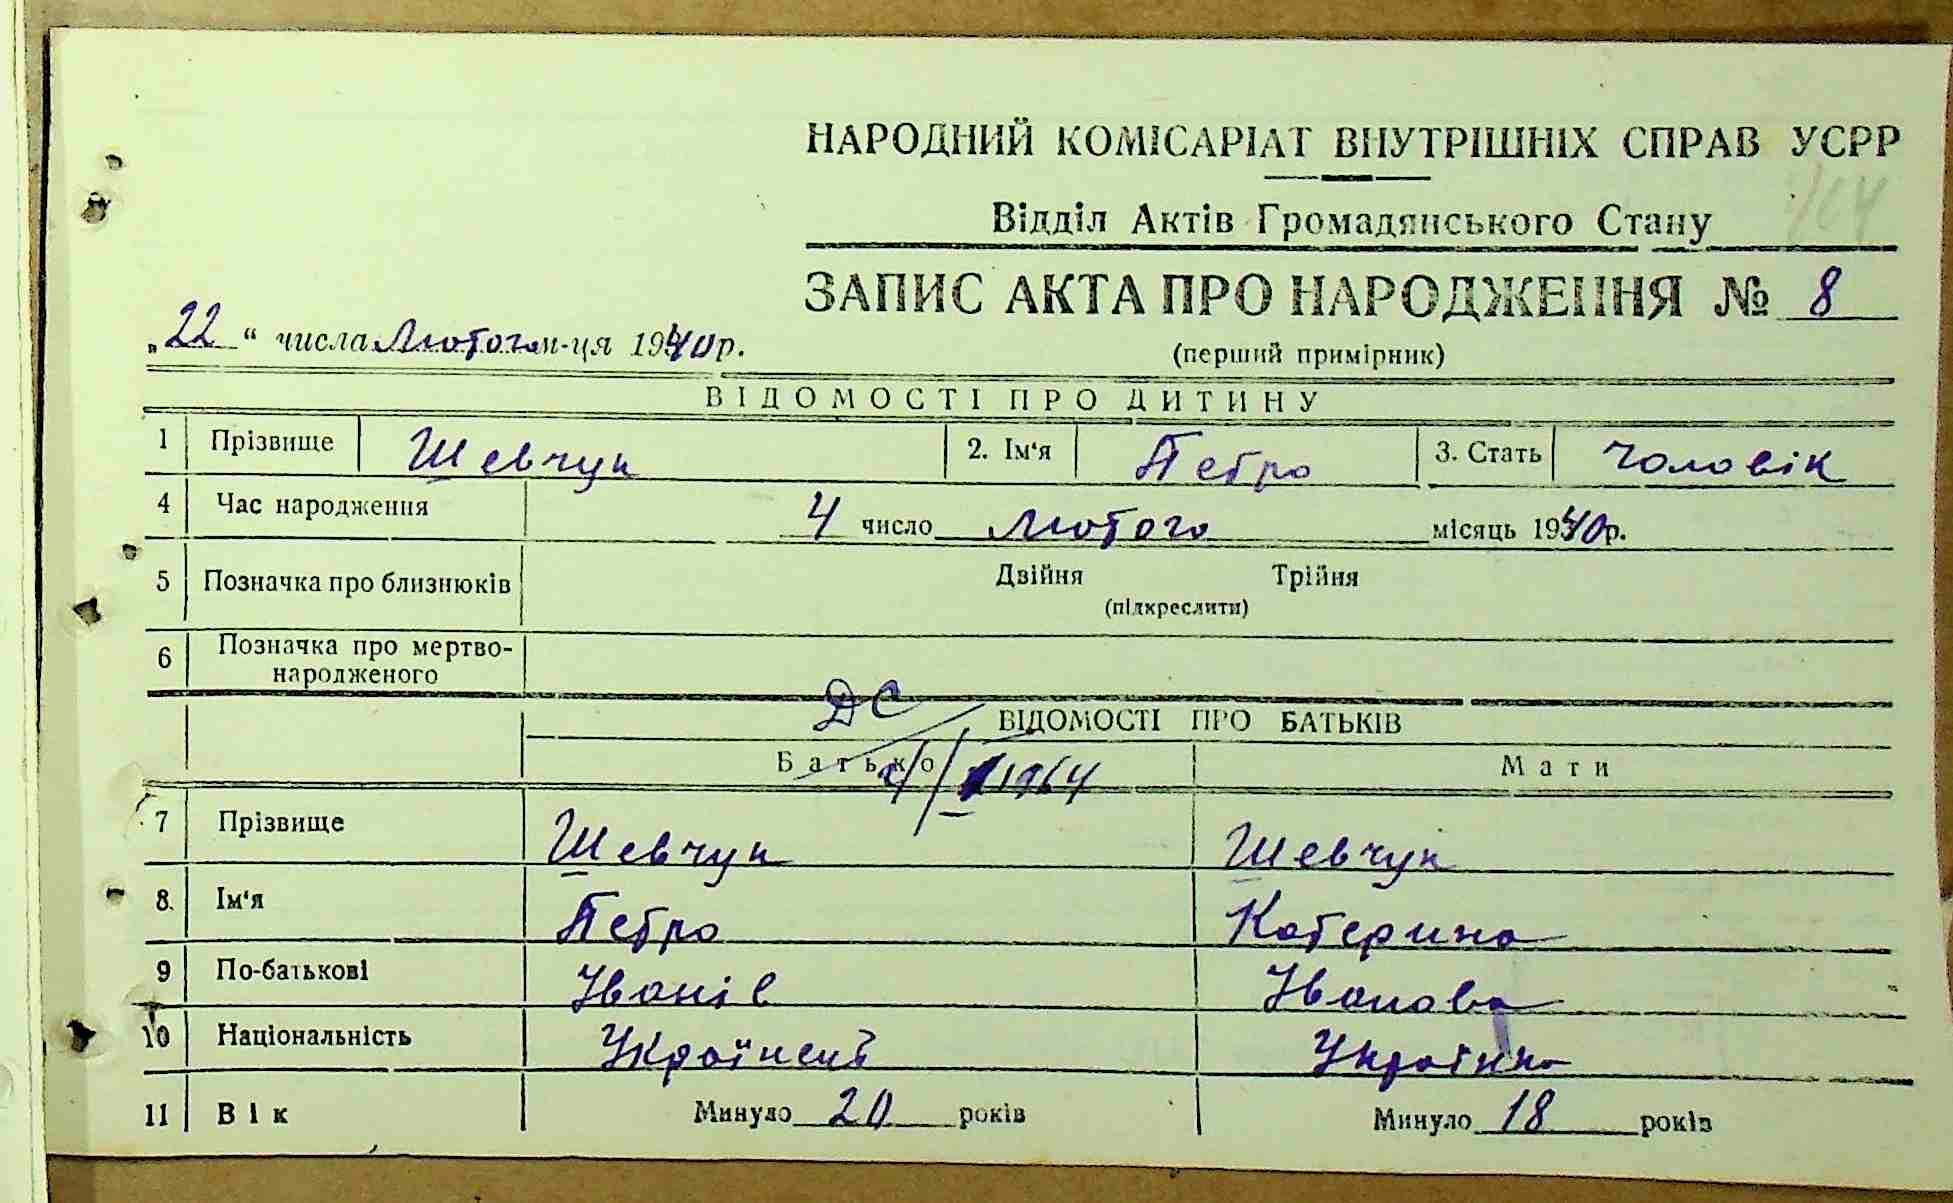 НАРОДНИЙ КОМІСАРІАТ ВНУТРІШНІХ СПРАВ УСРР
Відділ Актів Громадянського Стану
ЗАПИС АКТА ПРО НАРОДЖЕННЯ № 8
„22“ числа Лютого м-ця 1940 р.
(перший примірник)
ВІДОМОСТІ ПРО ДИТИНУ
1 Прізвище Шевчук 2. Ім‘я Петро 3. Стать Чоловік
4 Час народження 4 число Лютого місяць 1940 р.
5 Позначка про близнюків Двійня Трійня
(підкреслити)
6 Позначка про мертво-
народженого
ДС
ВІДОМОСТІ ПРО БАТЬКІВ
Батько Мати
1964
7 Прізвище Шевчук Шевчук
8. Ім‘я Петро Катерина
9 По-батькові Іванів Іванова
10 Національність Українець Українка
11 Вік Минуло 20 років Минуло 18 років